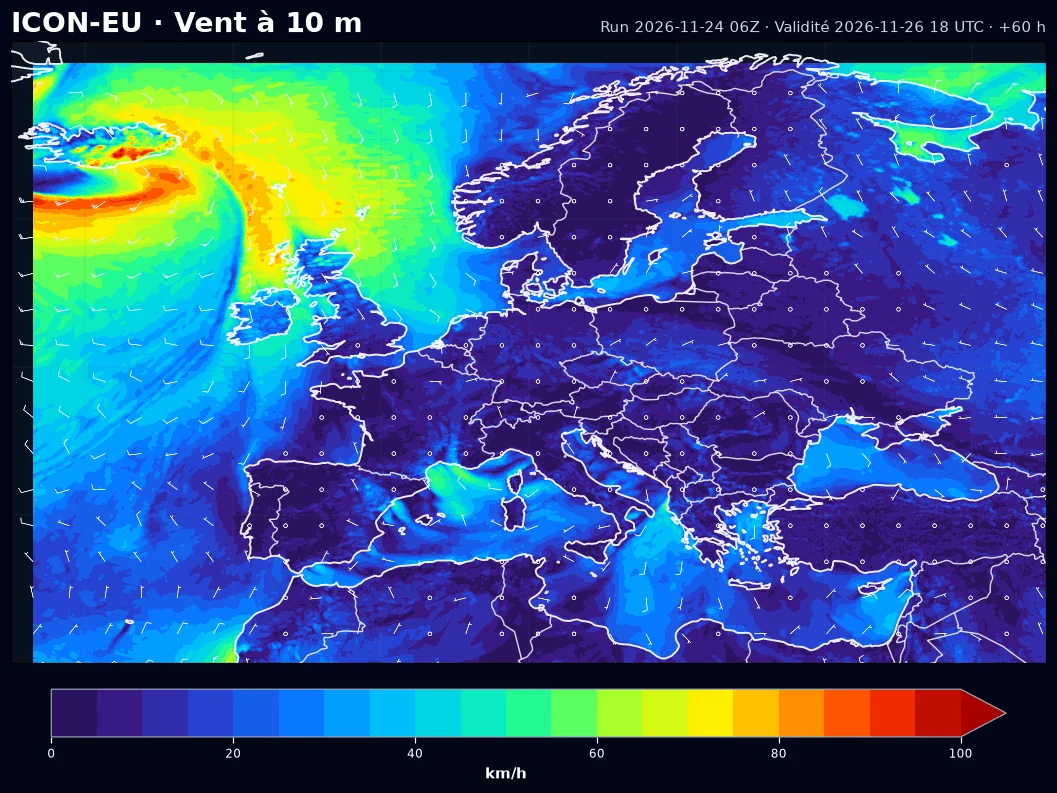 ICON-EU · Vent à 10 m
Run 2026-11-24 06Z · Validité 2026-11-26 18 UTC · +60 h
0 20 40 60 80 100
km/h